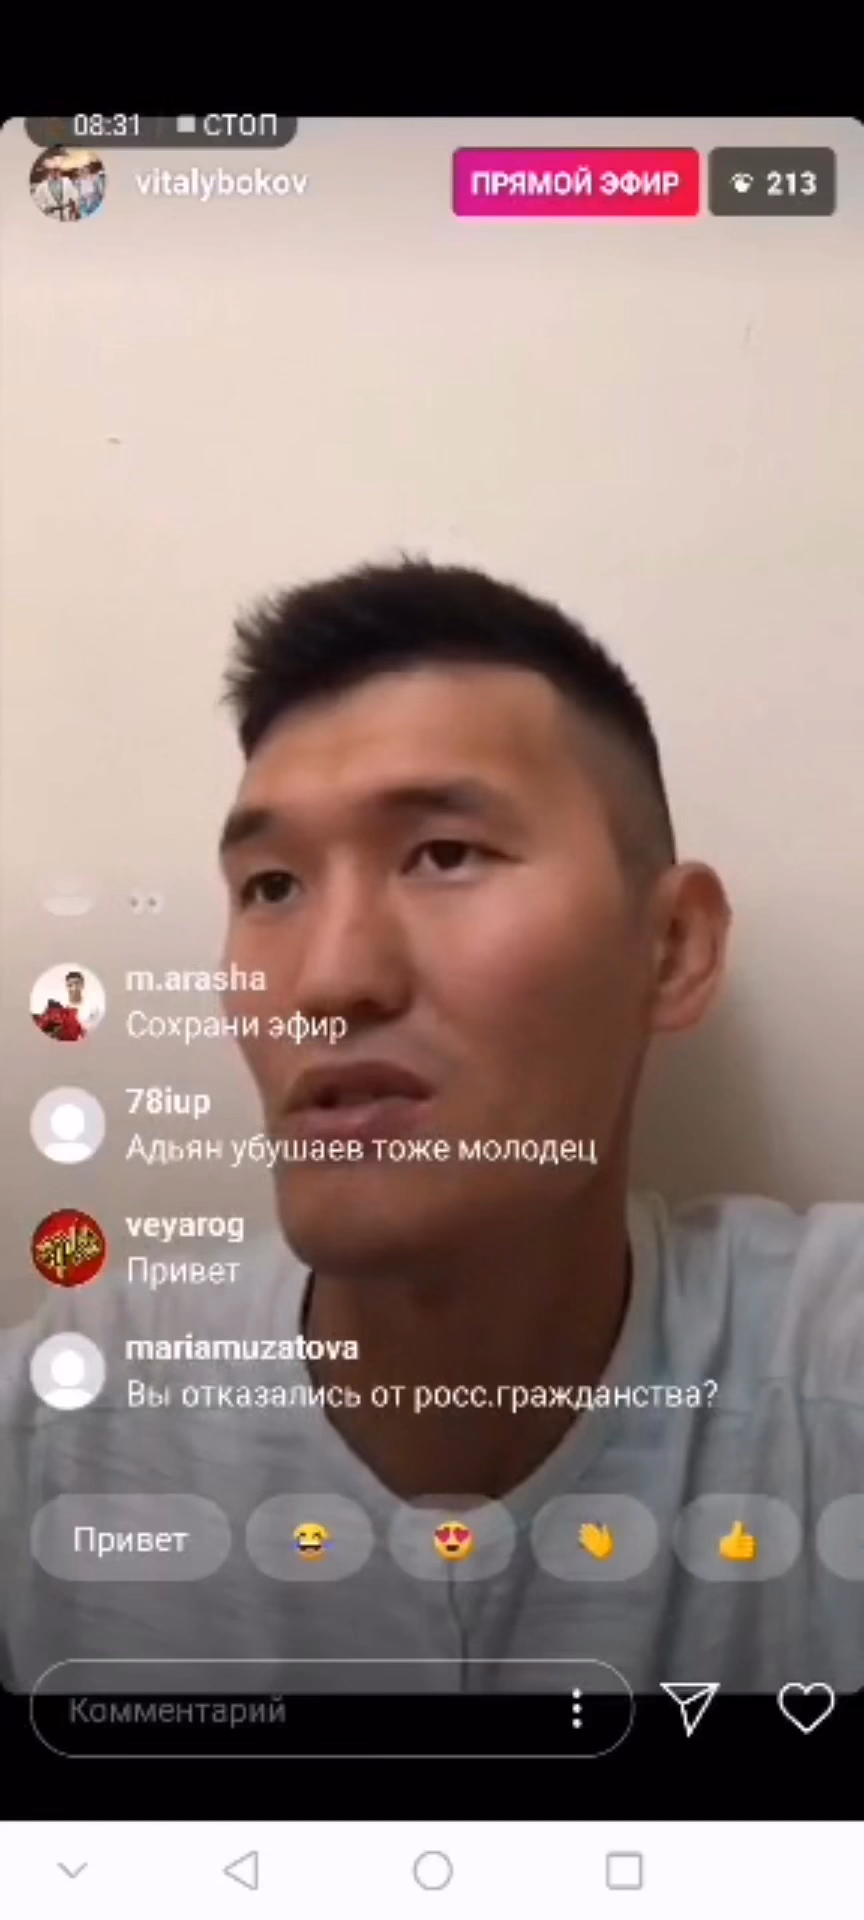 08:31 СТОП
vitalybokov ПРЯМОЙ ЭФИР 213
m.arasha
Сохрани эфир
78iup
Адьян убушаев тоже молодец
veyarog
Привет
mariamuzatova
Вы отказались от росс.гражданства?
Привет
Комментарий